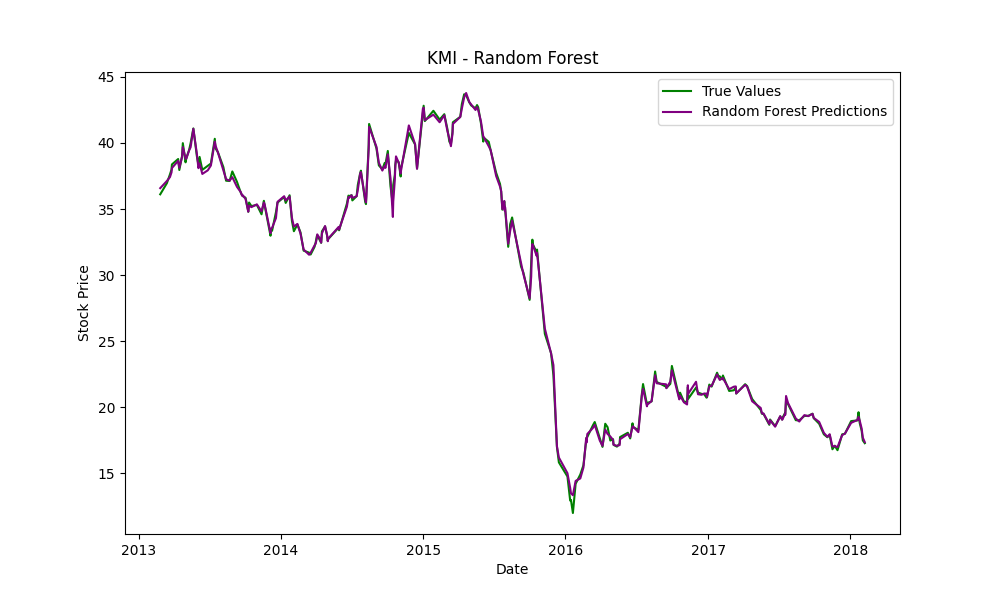 KMI - Random Forest
True Values
Random Forest Predictions
Stock Price
45
40
35
30
25
20
15
2013 2014 2015 2016 2017 2018
Date